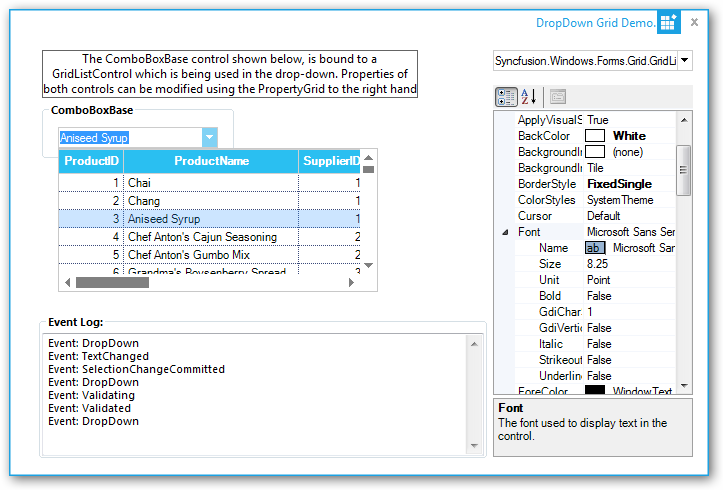 DropDown Grid Demo.
The ComboBoxBase control shown below, is bound to a
GridListControl which is being used in the drop-down. Properties of
both controls can be modified using the PropertyGrid to the right hand
ComboBoxBase
Aniseed Syrup
ProductID ProductName SupplierID
1 Chai 1
2 Chang 1
3 Aniseed Syrup 1
4 Chef Anton's Cajun Seasoning 2
5 Chef Anton's Gumbo Mix 2
6 Grandma's Boysenberry Spread 3
Event Log:
Event: DropDown
Event: TextChanged
Event: SelectionChangeCommitted
Event: DropDown
Event: Validating
Event: Validated
Event: DropDown
Syncfusion.Windows.Forms.Grid.GridLi
ApplyVisualS True
BackColor White
BackgroundIr (none)
BackgroundIr Tile
BorderStyle FixedSingle
ColorStyles SystemTheme
Cursor Default
Font Microsoft Sans Ser
Name ab Microsoft San
Size 8.25
Unit Point
Bold False
GdiChar 1
GdiVertic False
Italic False
Strikeout False
Underlin False
ForeColor WindowText
Font
The font used to display text in the
control.